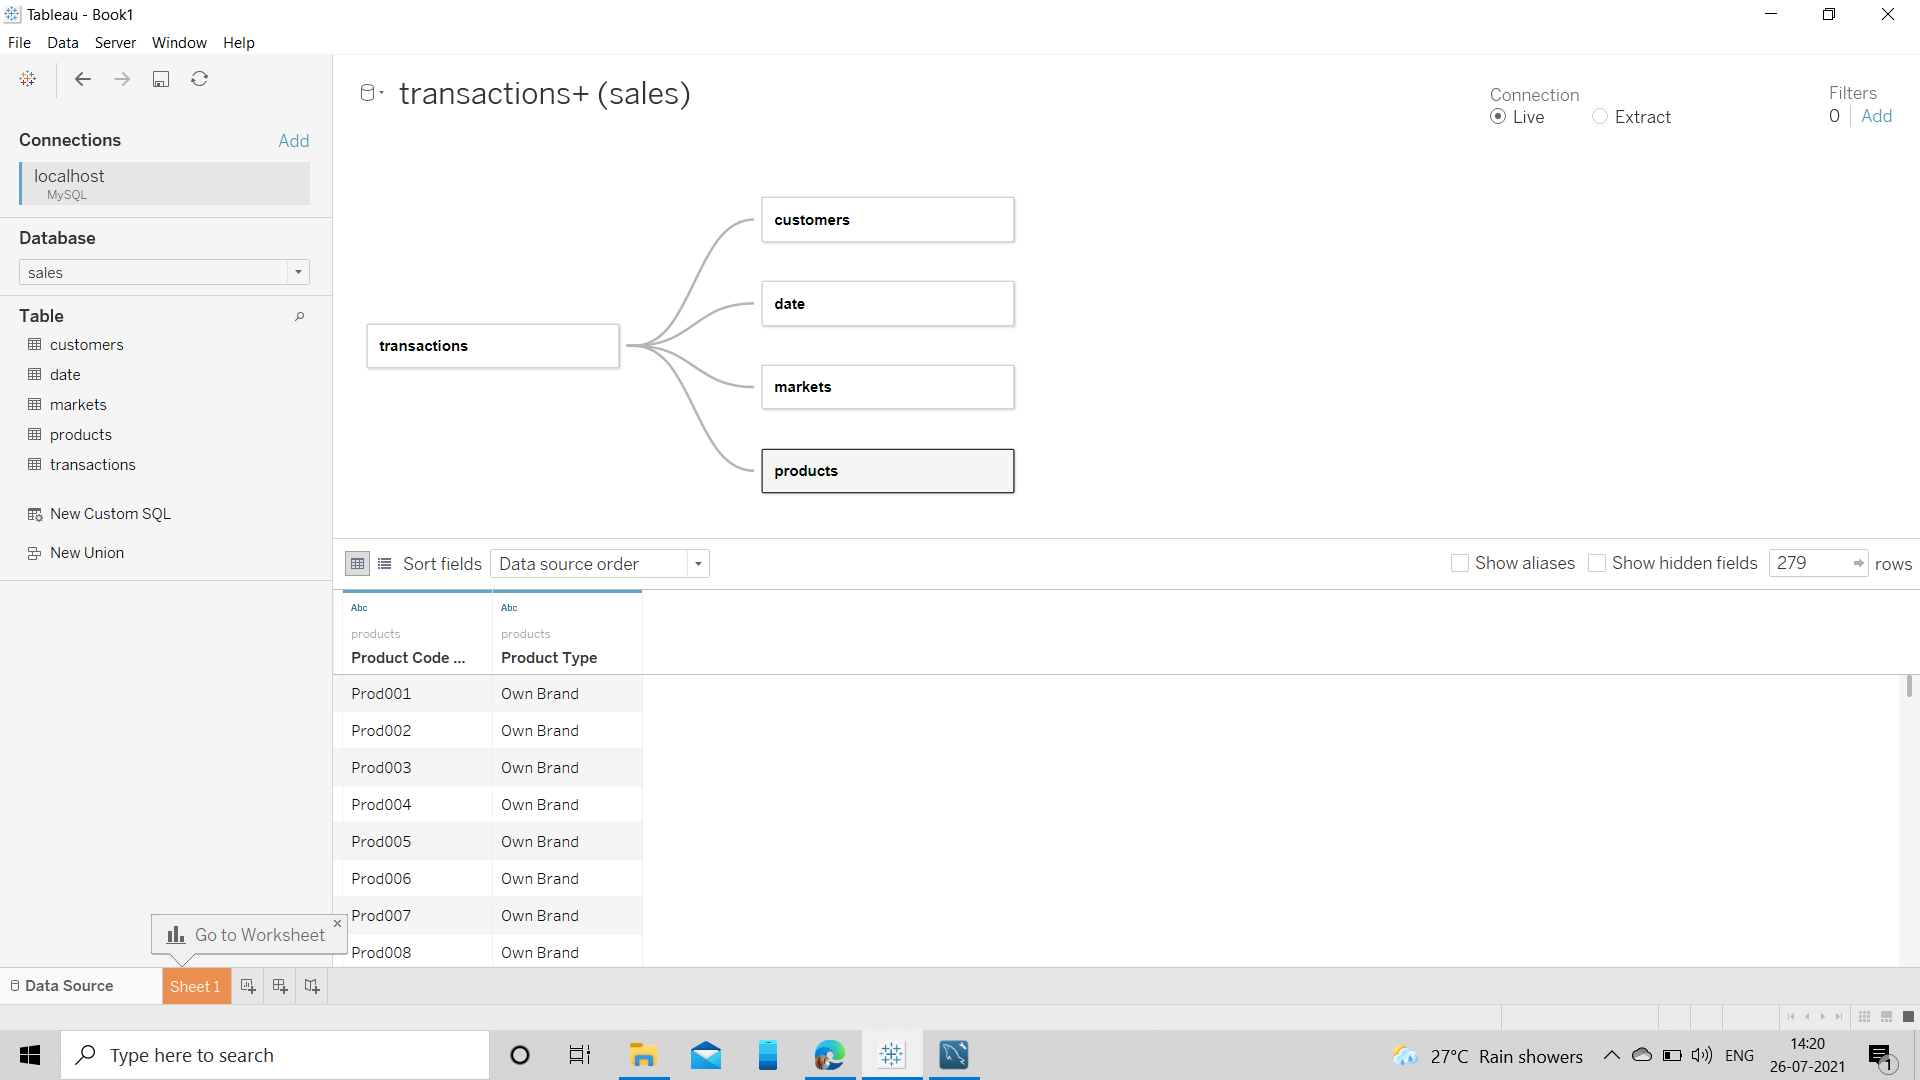 Tableau - Book1
File Data Server Window Help
Connections Add
localhost
MySQL
Database
sales
Table
customers
date
markets
products
transactions
New Custom SQL
New Union
transactions+ (sales)
Connection
Live Extract
Filters
0 Add
customers
date
transactions
markets
products
Sort fields Data source order
Show aliases Show hidden fields 279 rows
Abc Abc
products products
Product Code ... Product Type
Prod001 Own Brand
Prod002 Own Brand
Prod003 Own Brand
Prod004 Own Brand
Prod005 Own Brand
Prod006 Own Brand
Prod007 Own Brand
Prod008 Own Brand
Go to Worksheet
Data Source Sheet 1
Type here to search
27°C Rain showers
ENG
14:20
26-07-2021
1